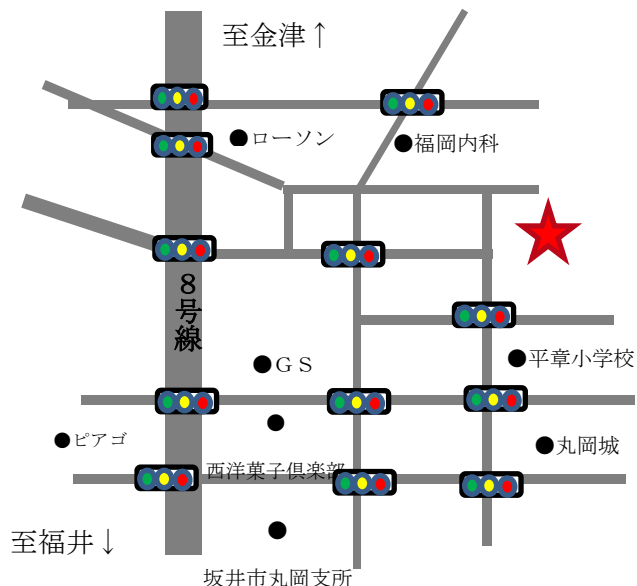 至金津↑
ローソン
福岡内科
8号線
平章小学校
GS
ピアゴ
丸岡城
西洋菓子倶楽部
至福井↓
坂井市丸岡支所